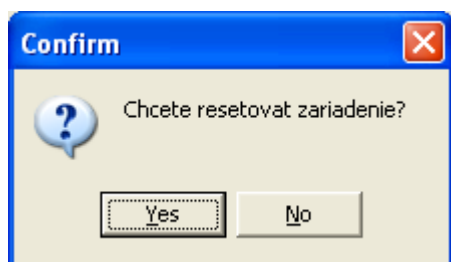 Confirm
Chcete resetovat zariadenie?
Yes
No